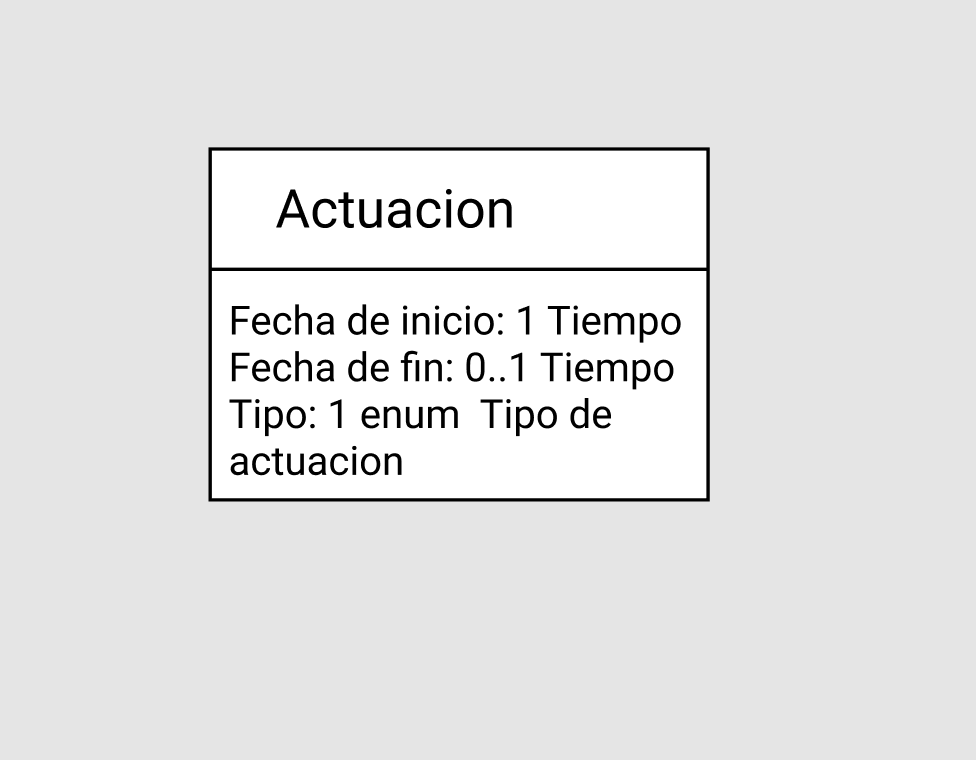 Actuacion
Fecha de inicio: 1 Tiempo
Fecha de fin: 0..1 Tiempo
Tipo: 1 enum  Tipo de
actuacion